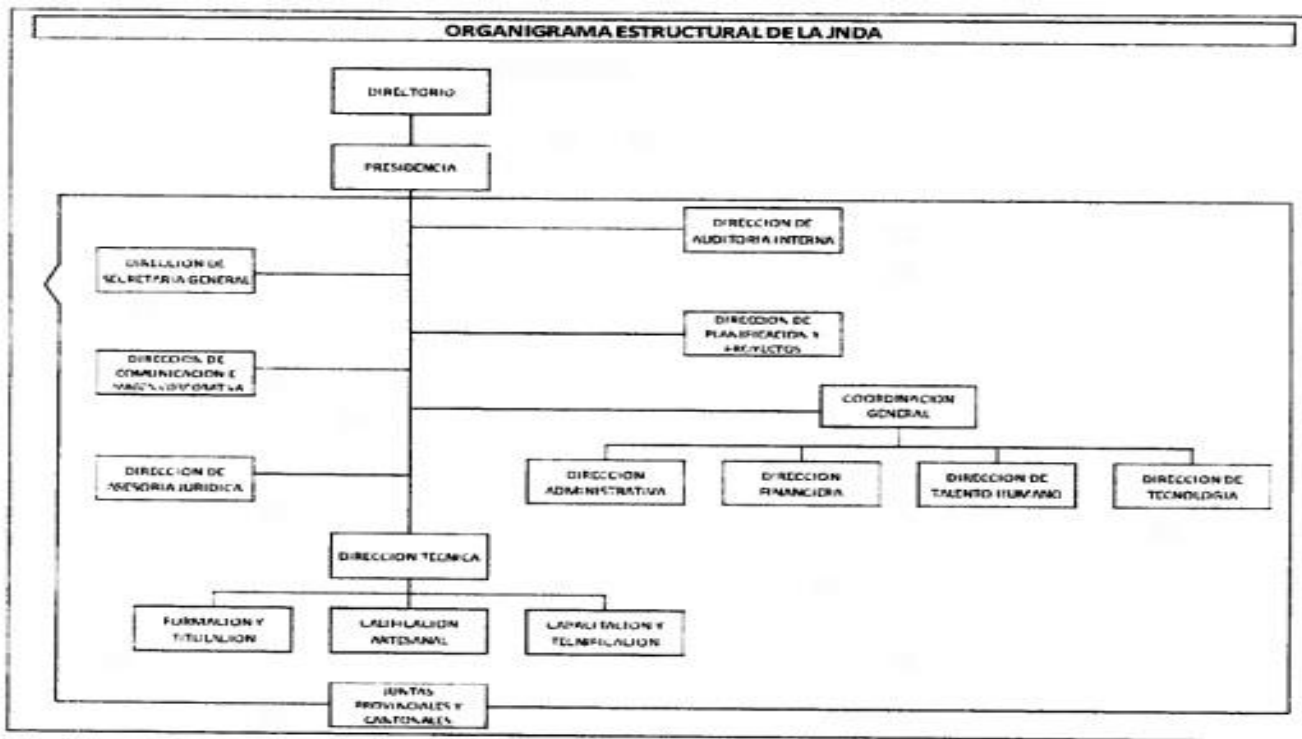 ORGANIGRAMA ESTRUCTURAL DE LA JNDA
DIRECTORIO
PRESIDENCIA
DIRECCION DE
AUDITORIA INTERNA
DIRECCION DE
SECRETARIA GENERAL
DIRECCION DE
PLANIFICACION Y
PROYECTOS
DIRECCION DE
COMUNICACION E
COORDINACION
GENERAL
DIRECCION DE
ASESORIA JURIDICA
DIRECCION
ADMINISTRATIVA
DIRECCION
FINANCIERA
DIRECCION DE
TALENTO HUMANO
DIRECCION DE
TECNOLOGIA
DIRECCION TECNICA
FORMACION Y
TITULACION
CALIFICACION
ARTESANAL
CAPACITACION Y
TECNIFICACION
JUNTAS
PROVINCIALES Y
CANTONALES